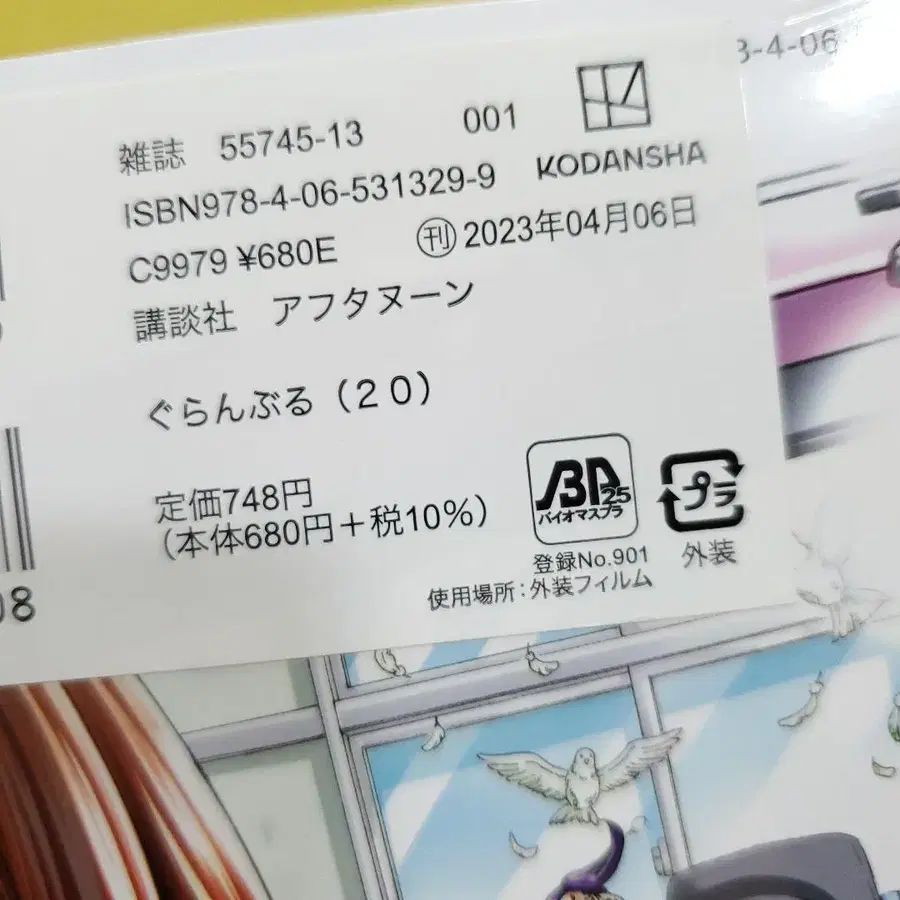 雑誌 55745-13 001
KODANSHA
ISBN978-4-06-531329-9
C9979 ¥680E ㊞刊 2023年04月06日
講談社 アフタヌーン
ぐらんぶる（２０）
定価748円
（本体680円＋税10％）
BP 25
バイオマスプラ
登録No.901
使用場所：外装フィルム
プラ
外装
3-4-06
08